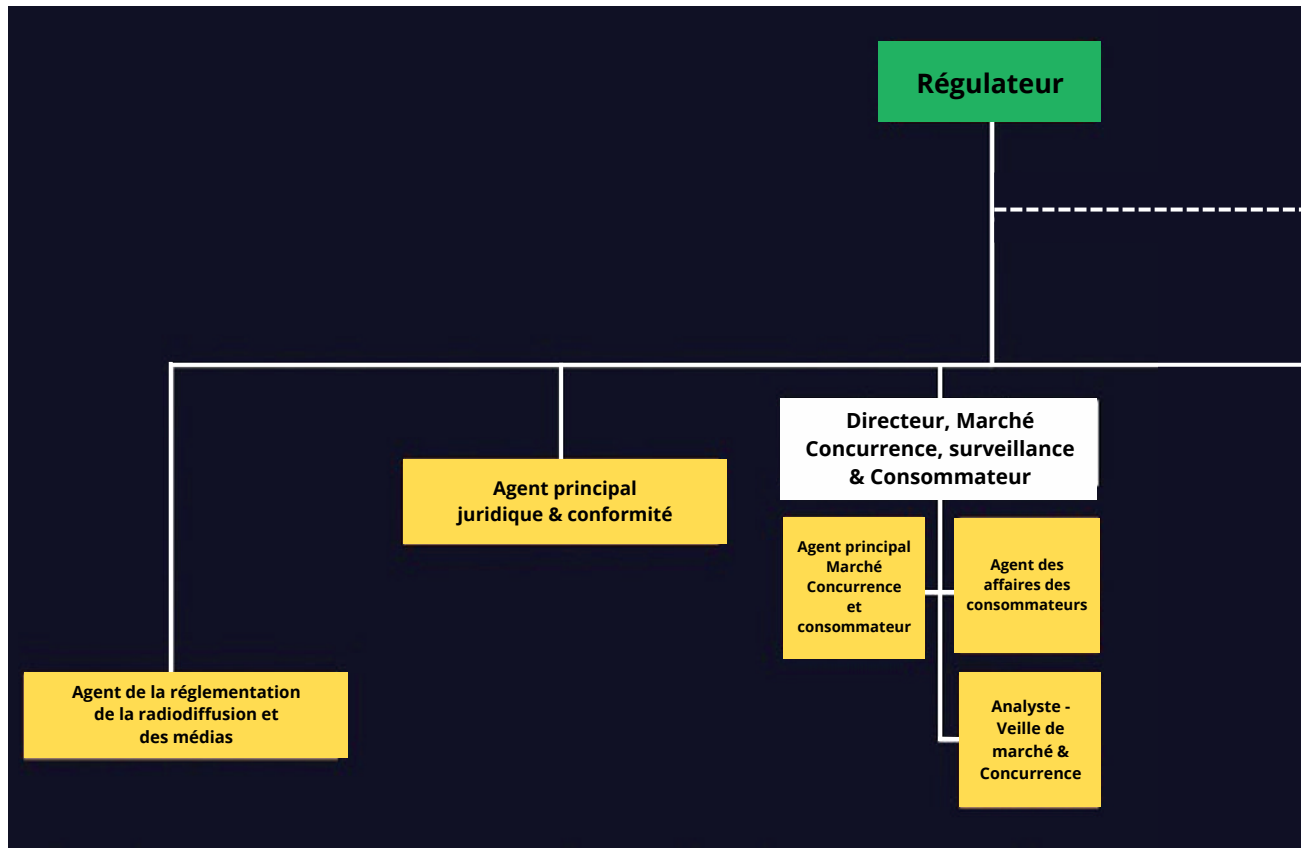 Régulateur
Directeur, Marché
Concurrence, surveillance
& Consommateur
Agent principal
juridique & conformité
Agent principal
Marché
Concurrence
et
consommateur
Agent des
affaires des
consommateurs
Agent de la réglementation
de la radiodiffusion et
des médias
Analyste -
Veille de
marché &
Concurrence